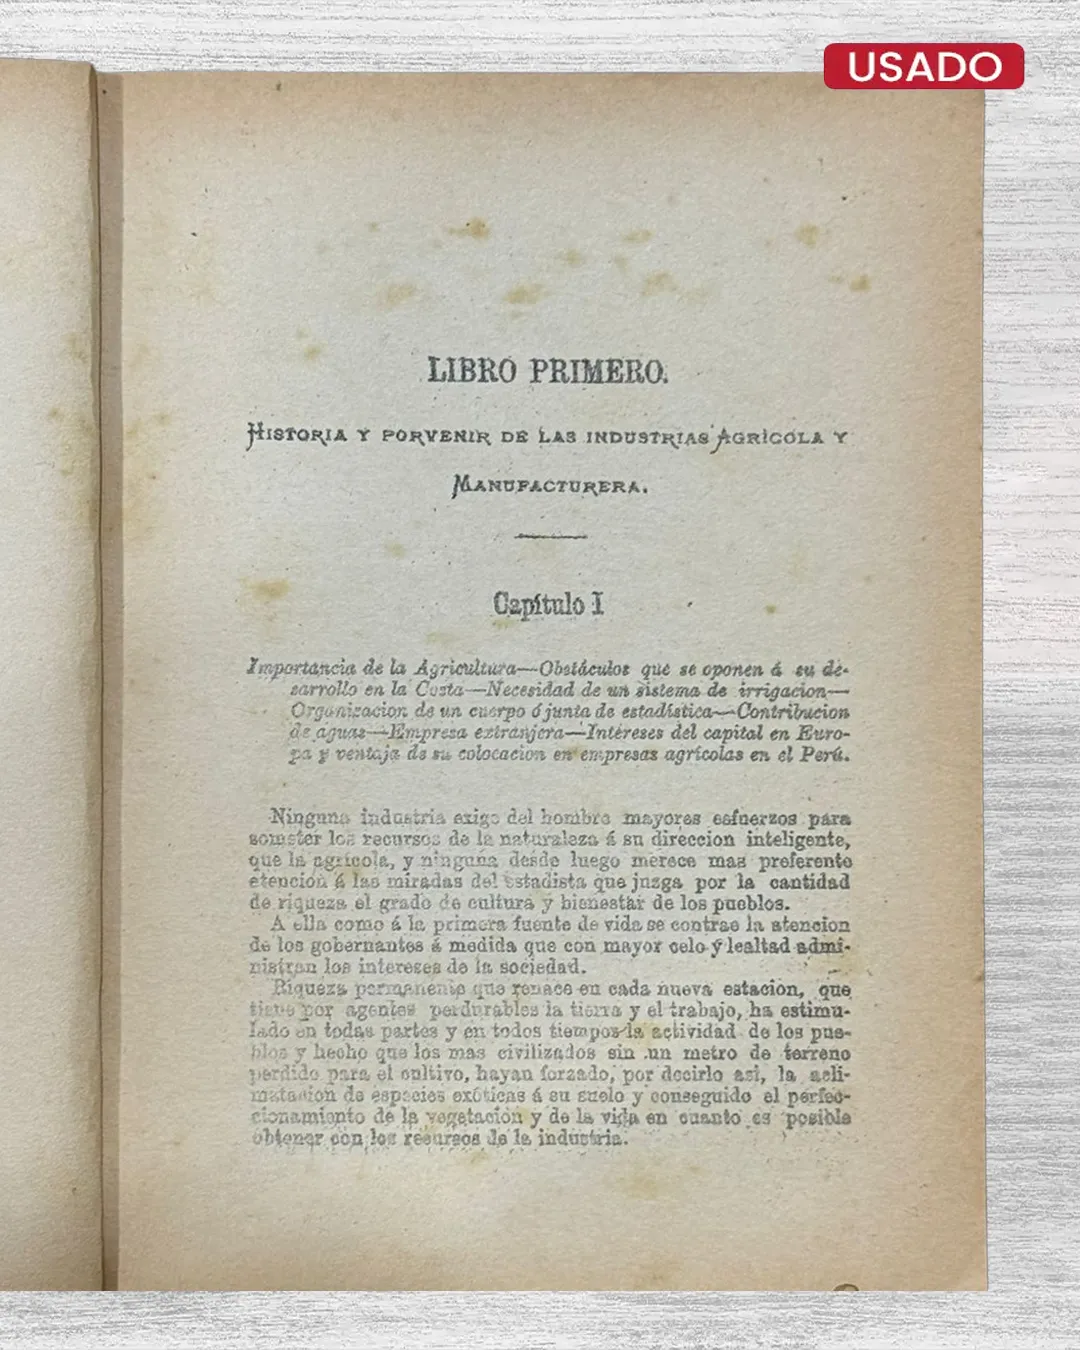 USADO
LIBRO PRIMERO.
HISTORIA Y PORVENIR DE LAS INDUSTRIAS AGRÍCOLA Y
MANUFACTURERA.
Capítulo I
Importancia de la Agricultura—Obstáculos que se oponen á su de-
sarrollo en la Costa—Necesidad de un sistema de irrigacion—
Organizacion de un cuerpo ó junta de estadística—Contribucion
de aguas—Empresa extranjera—Intéreses del capital en Euro-
pa y ventaja de su colocacion en empresas agrícolas en el Perú.
Ninguna industria exige del hombre mayores esfuerzos para
someter los recursos de la naturaleza á su direccion inteligente,
que la agrícola, y ninguna desde luego merece mas preferente
atención á las miradas del estadista que juzga por la cantidad
de riqueza el grado de cultura y bienestar de los pueblos.
A ella como á la primera fuente de vida se contrae la atencion
de los gobernantes á medida que con mayor celo y lealtad admi-
nistran los intereses de la sociedad.
Riqueza permanente que renace en cada nueva estacion, que
tiene por agentes perdurables la tierra y el trabajo, ha estimu-
lado en todas partes y en todos tiempos la actividad de los pue-
blos y hecho que los mas civilizados sin un metro de terreno
perdido para el cultivo, hayan forzado, por decirlo asi, la acli-
matacion de especies exóticas á su suelo y conseguido el perfec-
cionamiento de la vegetación y de la vida en cuanto es posible
obtener con los recursos de la industria.